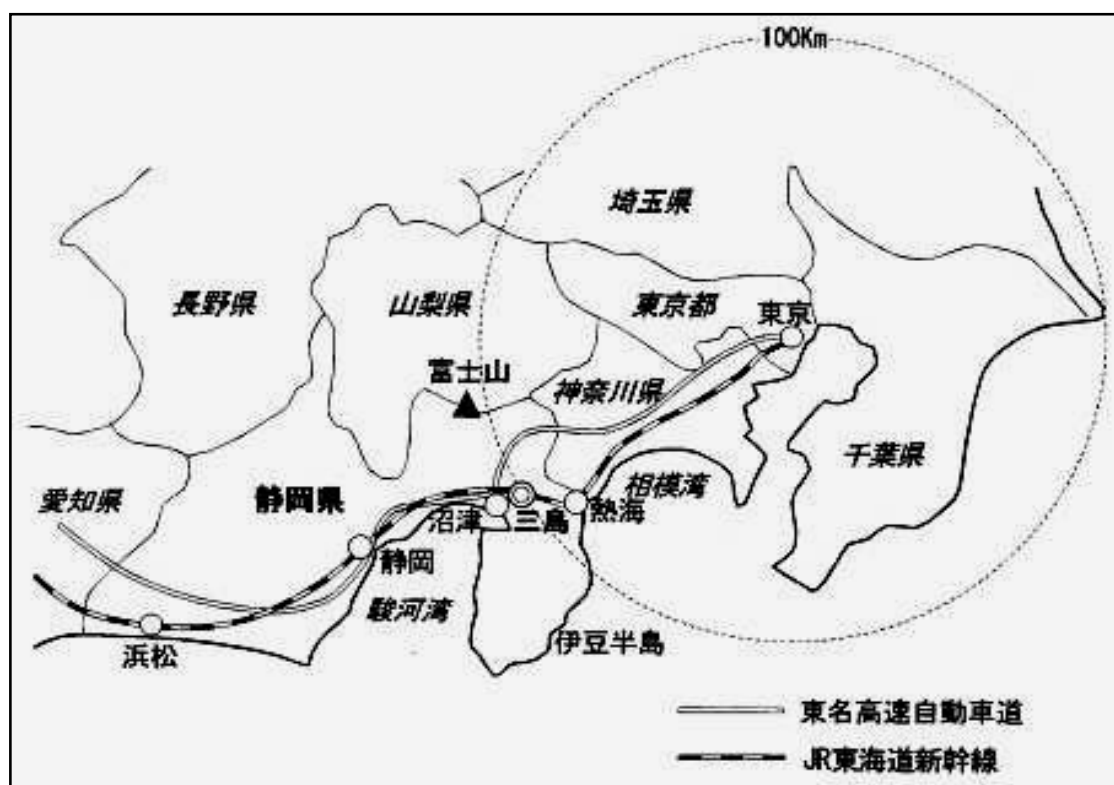 100Km
埼玉県
長野県
山梨県
東京都
東京
富士山
神奈川県
千葉県
愛知県
静岡県
相模湾
沼津
三島
熱海
静岡
駿河湾
浜松
伊豆半島
東名高速自動車道
JR東海道新幹線